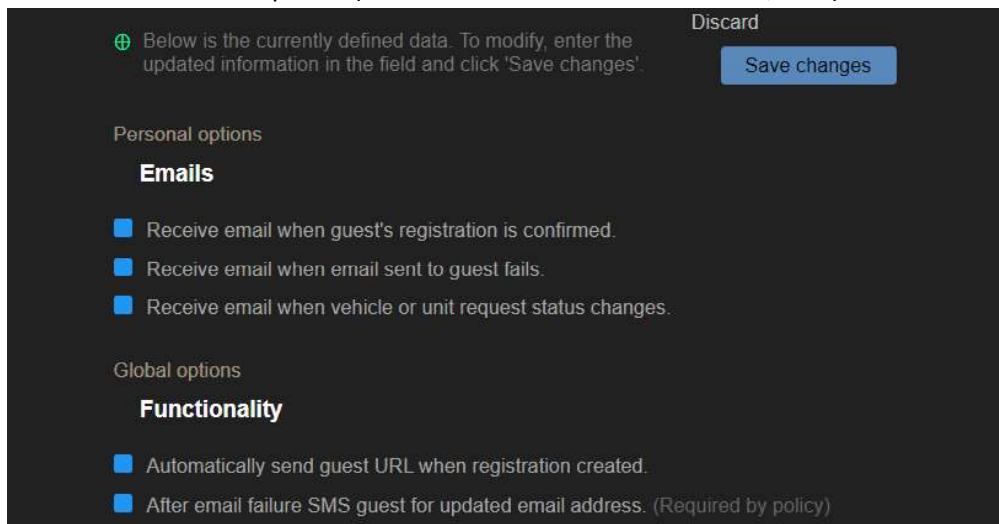 Discard
Below is the currently defined data. To modify, enter the
updated information in the field and click 'Save changes'.
Save changes
Personal options
Emails
Receive email when guest's registration is confirmed.
Receive email when email sent to guest fails.
Receive email when vehicle or unit request status changes.
Global options
Functionality
Automatically send guest URL when registration created.
After email failure SMS guest for updated email address. (Required by policy)